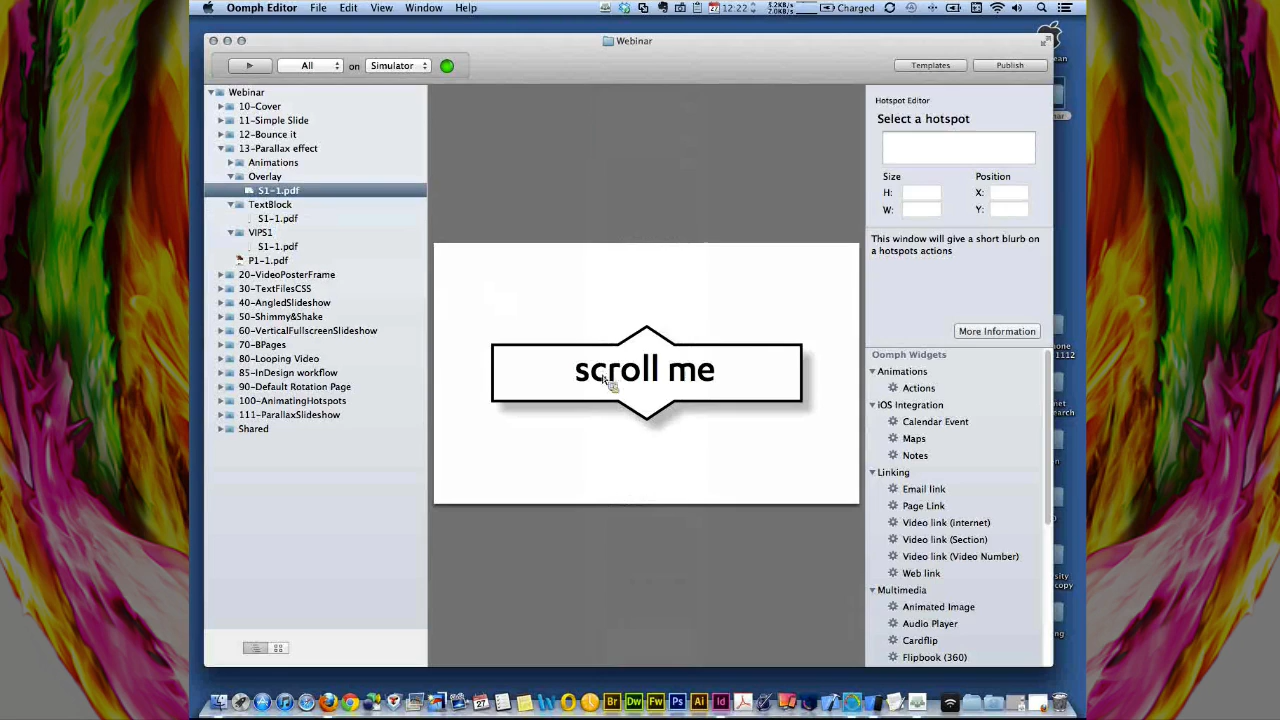 Oomph Editor File Edit View Window Help
12:22
Charged
Webinar
All on Simulator
Templates Publish
Webinar
10-Cover
11-Simple Slide
12-Bounce it
13-Parallax effect
Animations
Overlay
S1-1.pdf
TextBlock
S1-1.pdf
VIPS1
S1-1.pdf
P1-1.pdf
20-VideoPosterFrame
30-TextFilesCSS
40-AngledSlideshow
50-Shimmy&Shake
60-VerticalFullscreenSlideshow
70-BPages
80-Looping Video
85-InDesign workflow
90-Default Rotation Page
100-AnimatingHotspots
111-ParallaxSlideshow
Shared
scroll me
Hotspot Editor
Select a hotspot
Size Position
H: X:
W: Y:
This window will give a short blurb on
a hotspots actions
More Information
Oomph Widgets
Animations
Actions
iOS Integration
Calendar Event
Maps
Notes
Linking
Email link
Page Link
Video link (internet)
Video link (Section)
Video link (Video Number)
Web link
Multimedia
Animated Image
Audio Player
Cardflip
Flipbook (360)
Br Dw Fw Ps Ai Id